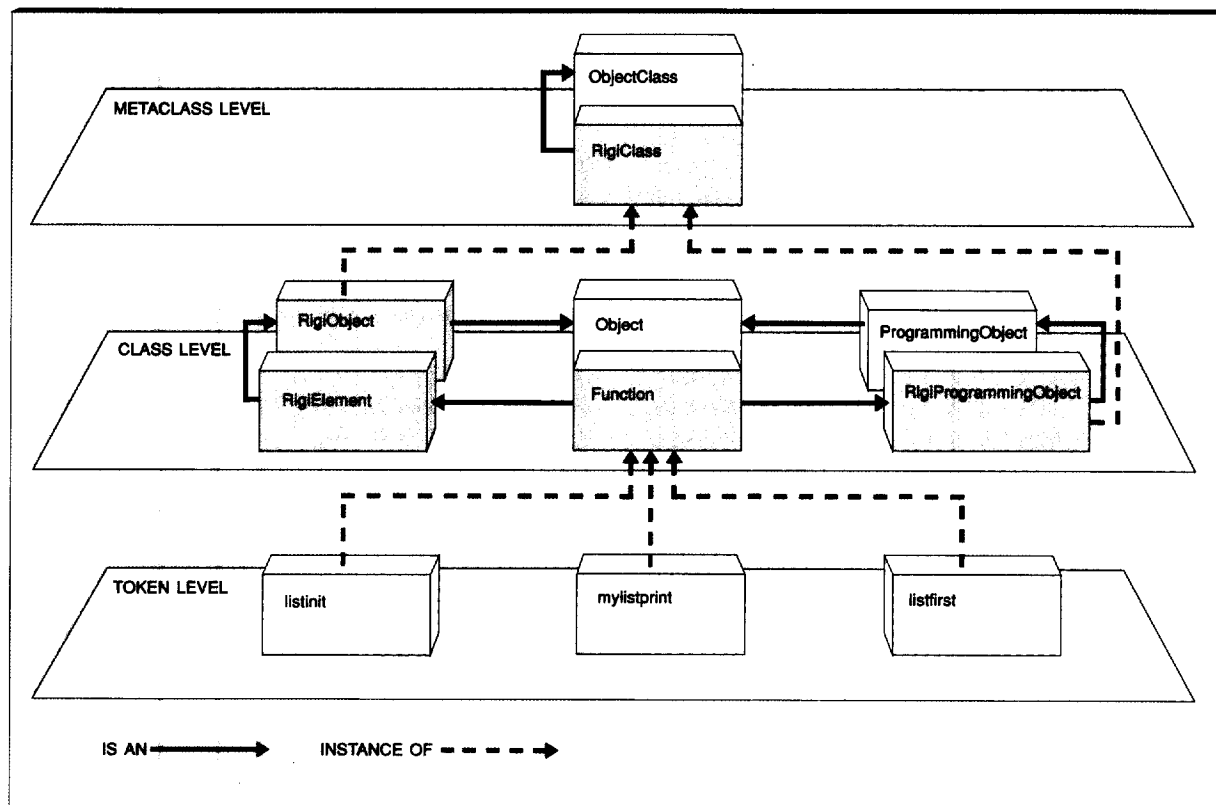 ObjectClass
METACLASS LEVEL
RigiClass
RigiObject
Object
ProgrammingObject
CLASS LEVEL
RigiElement
Function
RigiProgrammingObject
TOKEN LEVEL
listinit
mylistprint
listfirst
IS AN
INSTANCE OF